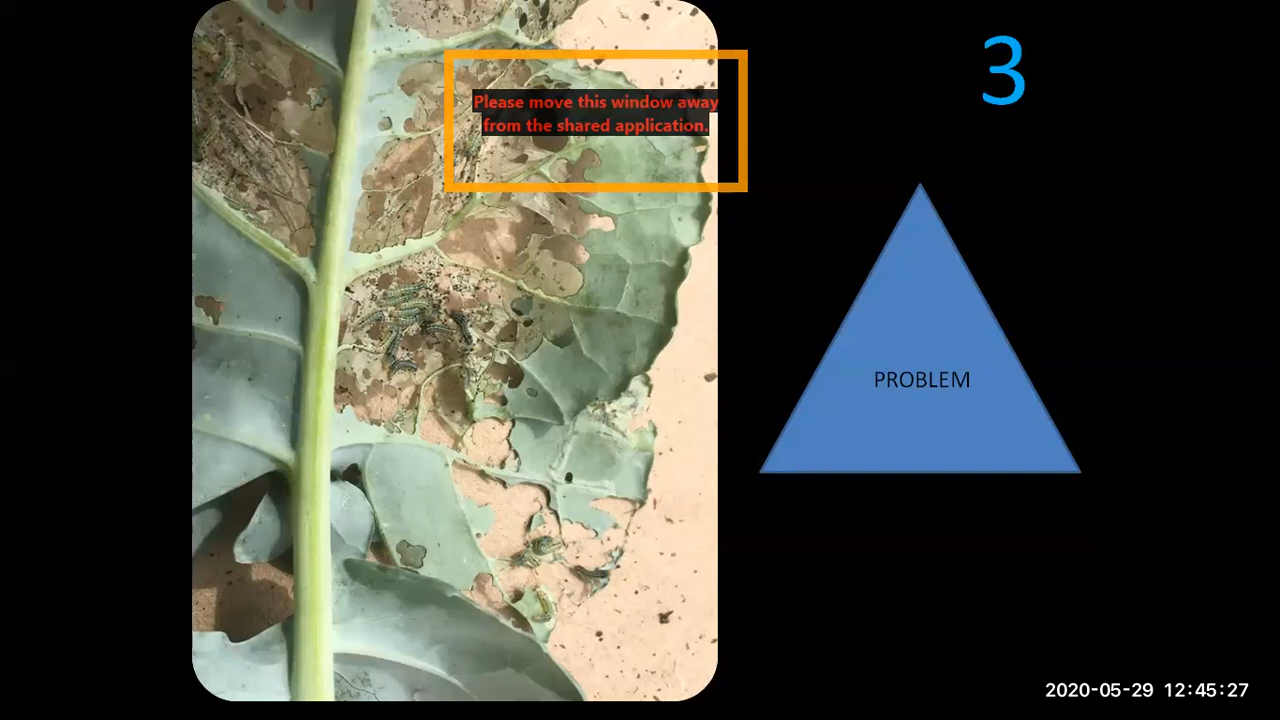 3
Please move this window away
from the shared application.
PROBLEM
2020-05-29 12:45:27